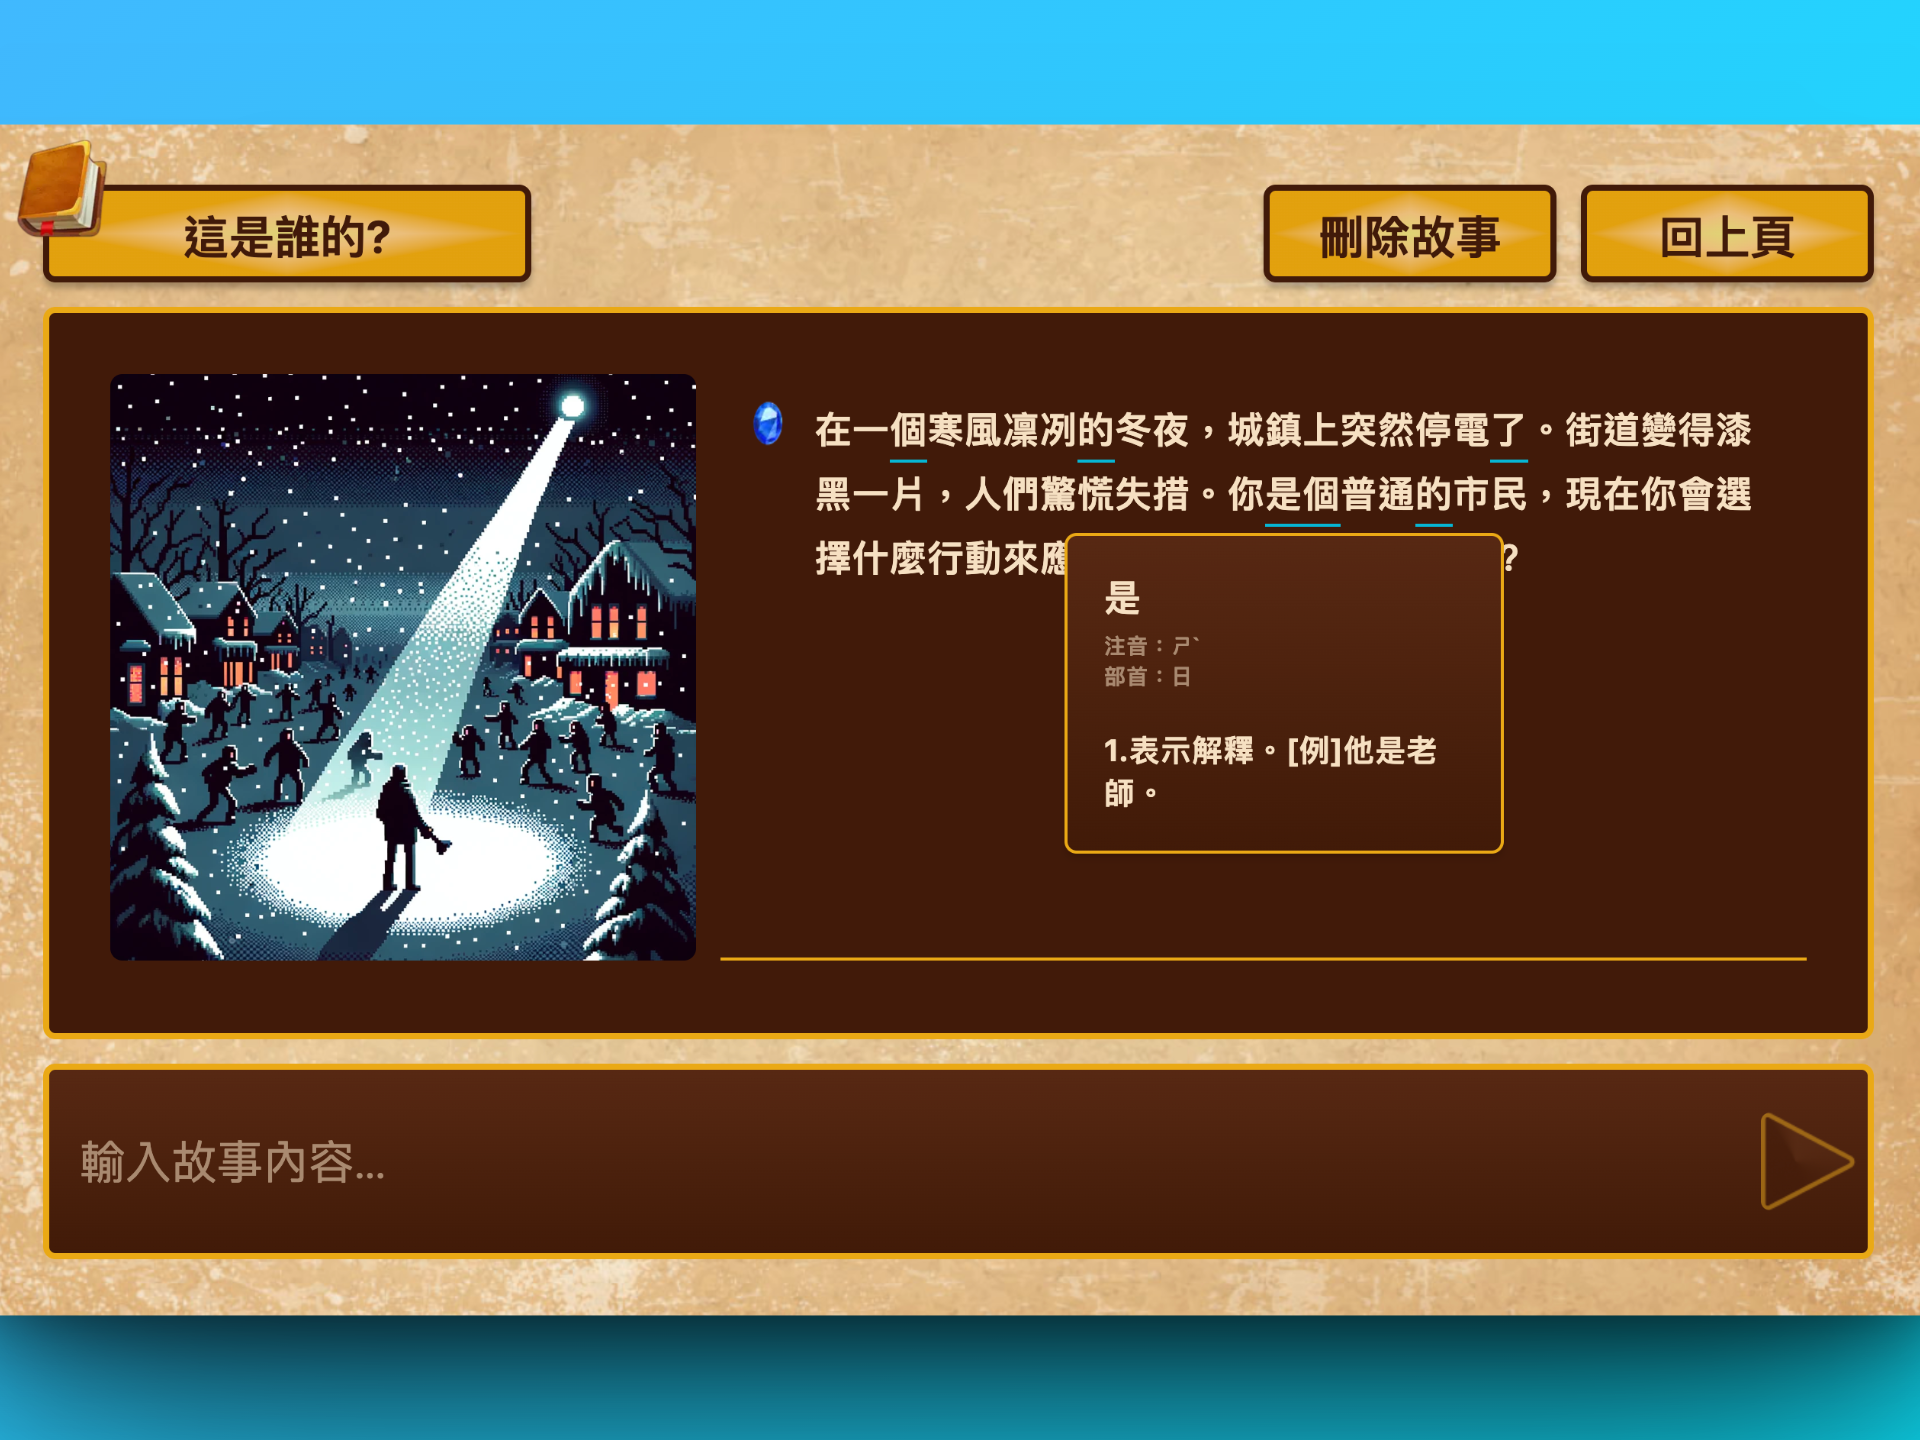 這是誰的?
刪除故事
回上頁
在一個寒風凜冽的冬夜，城鎮上突然停電了。街道變得漆
黑一片，人們驚慌失措。你是個普通的市民，現在你會選
擇什麼行動來應
?
是
注音：ㄕˋ
部首：日
1.表示解釋。[例]他是老
師。
輸入故事內容...